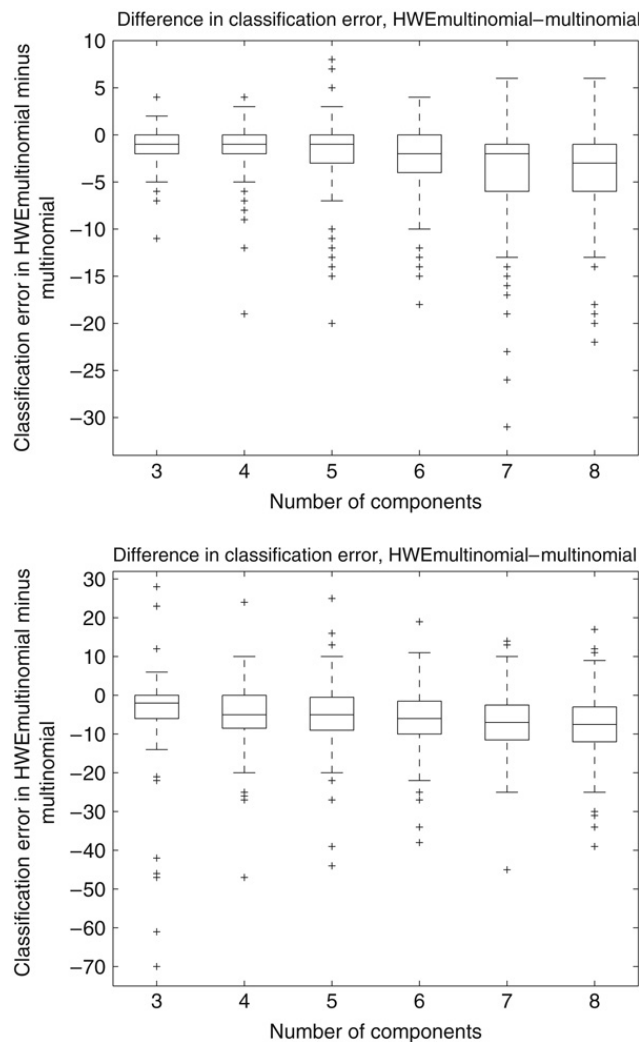 Difference in classification error, HWEmultinomial−multinomial
Classification error in HWEmultinomial minus
multinomial
10
5
0
−5
−10
−15
−20
−25
−30
3 4 5 6 7 8
Number of components
Difference in classification error, HWEmultinomial−multinomial
Classification error in HWEmultinomial minus
multinomial
30
20
10
0
−10
−20
−30
−40
−50
−60
−70
3 4 5 6 7 8
Number of components